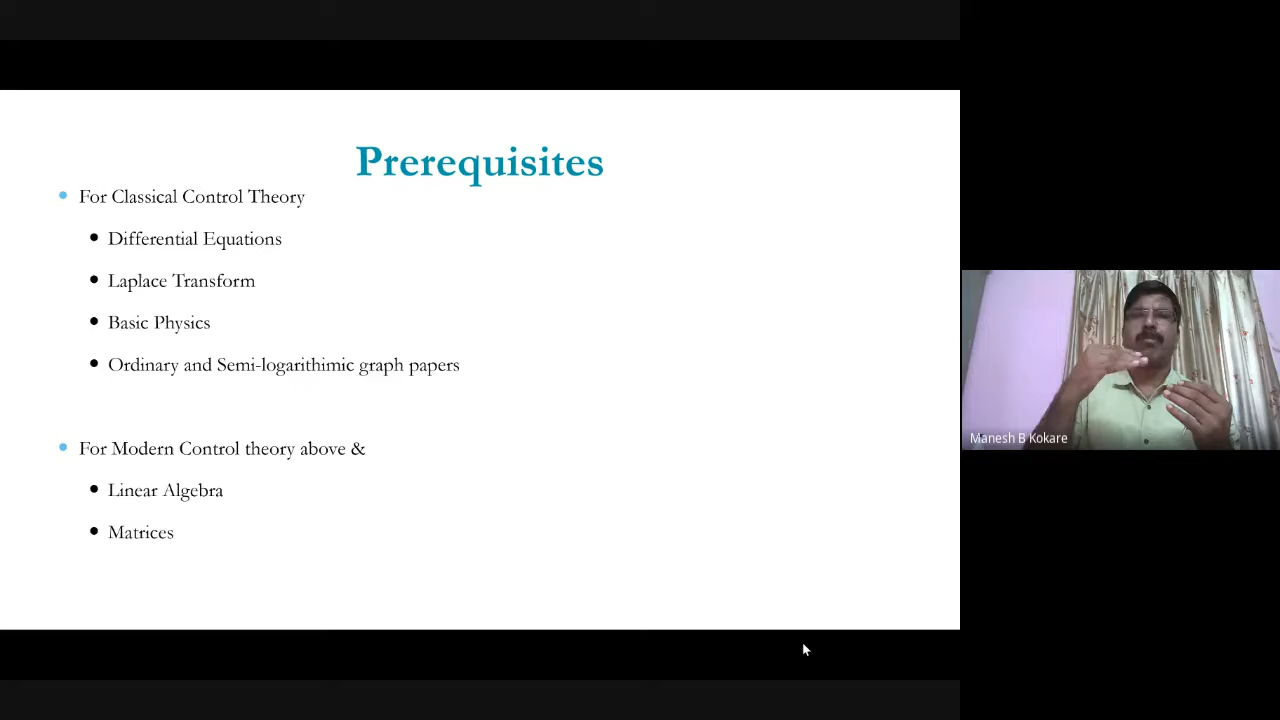 Prerequisites
For Classical Control Theory
Differential Equations
Laplace Transform
Basic Physics
Ordinary and Semi-logarithimic graph papers
For Modern Control theory above &
Linear Algebra
Matrices
Manesh B Kokare